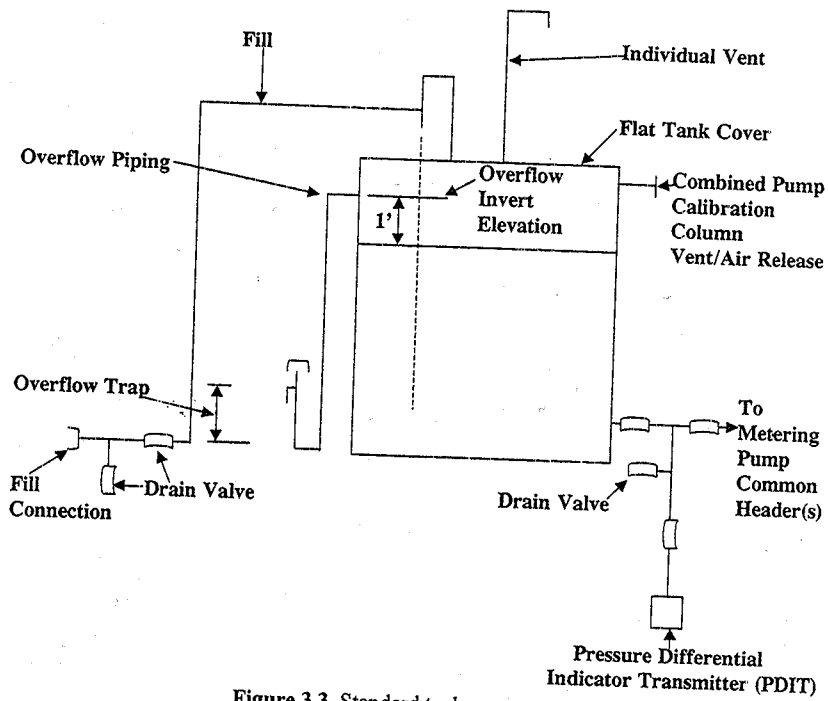 Fill
Individual Vent
Flat Tank Cover
Overflow Piping
Overflow
Invert
Elevation
1'
Combined Pump
Calibration
Column
Vent/Air Release
Overflow Trap
Fill
Connection
Drain Valve
Drain Valve
To
Metering
Pump
Common
Header(s)
Pressure Differential
Indicator Transmitter (PDIT)
Figure 3.3 Standard